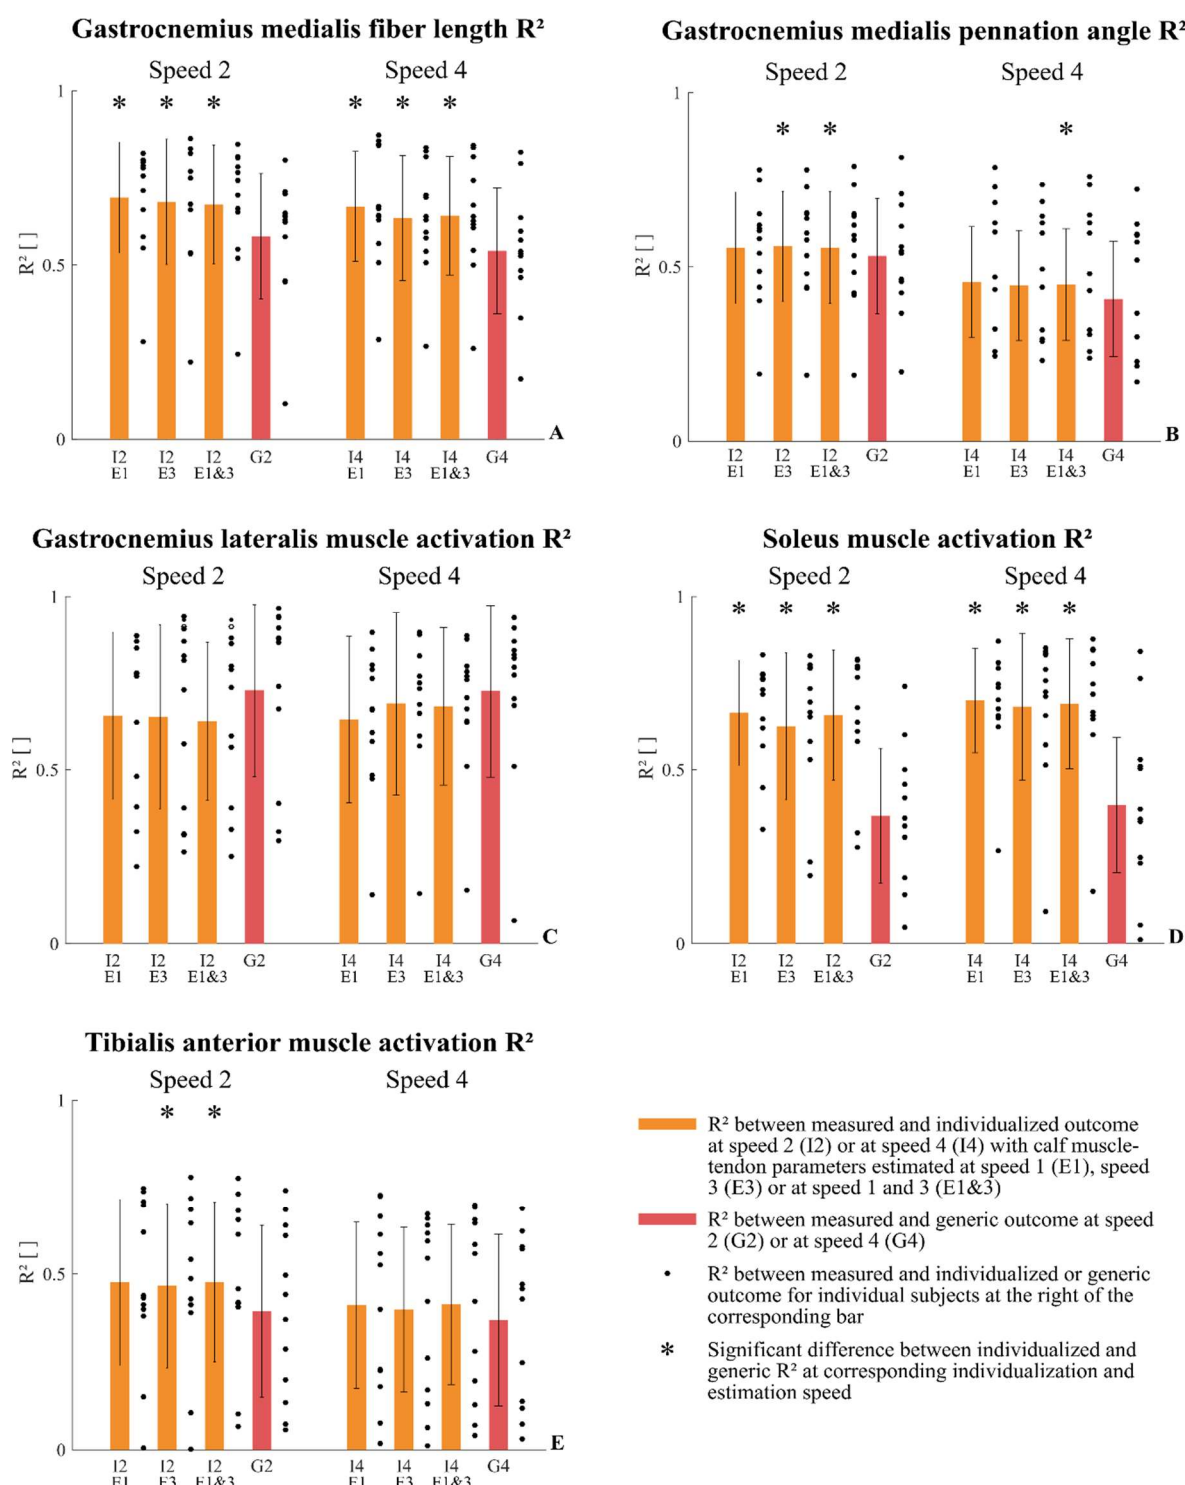 Gastrocnemius medialis fiber length R²
Speed 2 Speed 4
* * * * * *
1
0.5
0
R² [ ]
I2 I2 I2 G2 I4 I4 I4 G4
E1 E3 E1&3 E1 E3 E1&3
A
Gastrocnemius medialis pennation angle R²
Speed 2 Speed 4
* * *
1
0.5
0
R² [ ]
I2 I2 I2 G2 I4 I4 I4 G4
E1 E3 E1&3 E1 E3 E1&3
B
Gastrocnemius lateralis muscle activation R²
Speed 2 Speed 4
1
0.5
0
R² [ ]
I2 I2 I2 G2 I4 I4 I4 G4
E1 E3 E1&3 E1 E3 E1&3
C
Soleus muscle activation R²
Speed 2 Speed 4
* * * * * *
1
0.5
0
R² [ ]
I2 I2 I2 G2 I4 I4 I4 G4
E1 E3 E1&3 E1 E3 E1&3
D
Tibialis anterior muscle activation R²
Speed 2 Speed 4
* *
1
0.5
0
R² [ ]
I2 I2 I2 G2 I4 I4 I4 G4
E1 E3 E1&3 E1 E3 E1&3
E
R² between measured and individualized outcome
at speed 2 (I2) or at speed 4 (I4) with calf muscle-
tendon parameters estimated at speed 1 (E1), speed
3 (E3) or at speed 1 and 3 (E1&3)
R² between measured and generic outcome at speed
2 (G2) or at speed 4 (G4)
R² between measured and individualized or generic
outcome for individual subjects at the right of the
corresponding bar
* Significant difference between individualized and
generic R² at corresponding individualization and
estimation speed